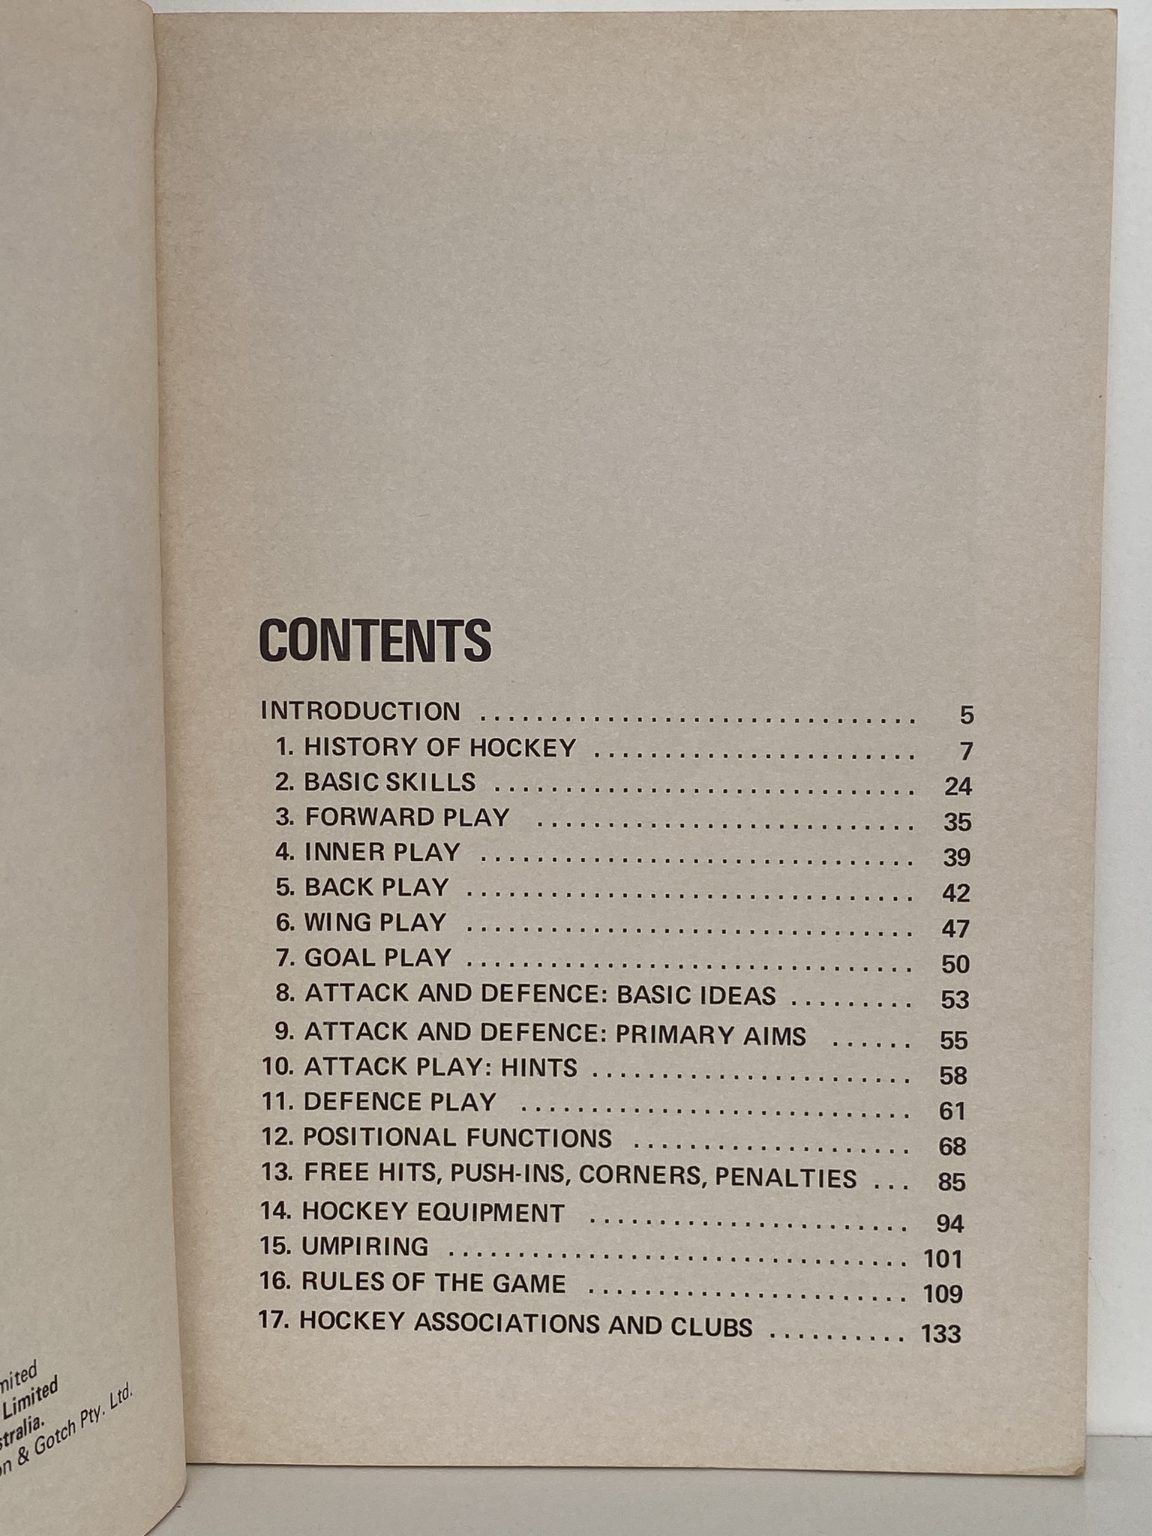 CONTENTS
INTRODUCTION ............................... 5
1. HISTORY OF HOCKEY ....................... 7
2. BASIC SKILLS .............................. 24
3. FORWARD PLAY ........................... 35
4. INNER PLAY ............................... 39
5. BACK PLAY ................................ 42
6. WING PLAY ................................ 47
7. GOAL PLAY ................................ 50
8. ATTACK AND DEFENCE: BASIC IDEAS ......... 53
9. ATTACK AND DEFENCE: PRIMARY AIMS ...... 55
10. ATTACK PLAY: HINTS ....................... 58
11. DEFENCE PLAY ............................ 61
12. POSITIONAL FUNCTIONS .................... 68
13. FREE HITS, PUSH-INS, CORNERS, PENALTIES ... 85
14. HOCKEY EQUIPMENT ....................... 94
15. UMPIRING ................................. 101
16. RULES OF THE GAME ....................... 109
17. HOCKEY ASSOCIATIONS AND CLUBS .......... 133
Limited
& Gotch Pty. Ltd.